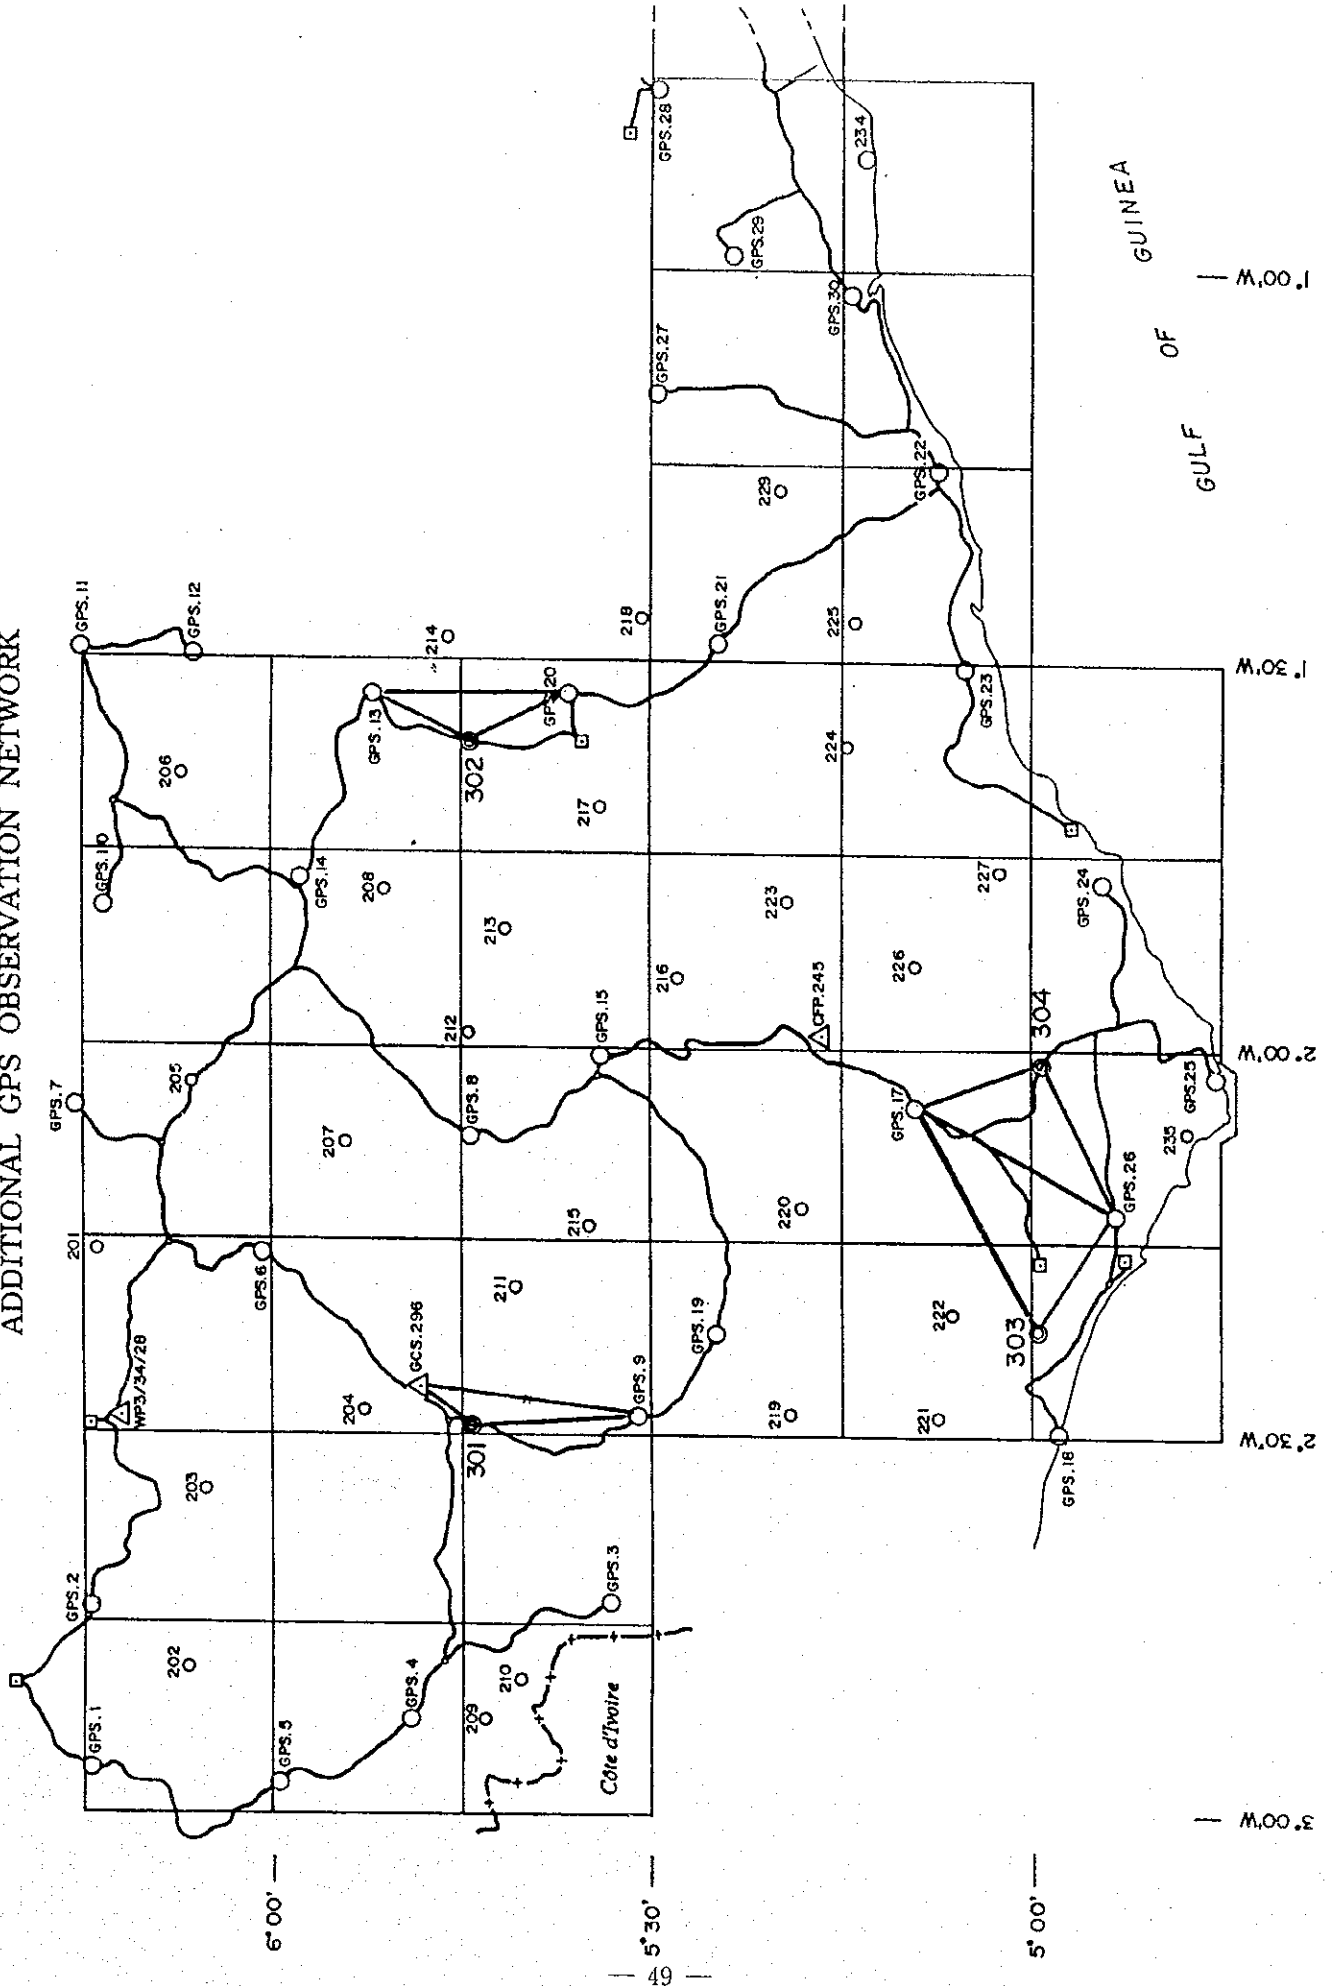 ADDITIONAL GPS OBSERVATION NETWORK
GPS.1
GPS.2
WP3/34/28
201
GPS.7
GPS.10
GPS.11
GPS.12
202
203
205
206
GPS.5
GPS.6
GPS.14
GPS.13
204
207
208
214
GPS.4
GCS.296
209
301
GPS.8
212
302
210
211
213
GPS.20
GPS.3
215
GPS.15
217
218
GPS.9
216
GPS.27
GPS.28
Côte d'Ivoire
GPS.19
GPS.21
GPS.29
219
220
CFP.245
223
229
221
222
GPS.17
226
224
225
GPS.22
GPS.30
234
303
304
227
GPS.23
GPS.18
GPS.26
GPS.24
235
GPS.25
GULF OF GUINEA
6°00'
5°30'
5°00'
3°00'W
2°30'W
2°00'W
1°30'W
1°00'W
— 49 —